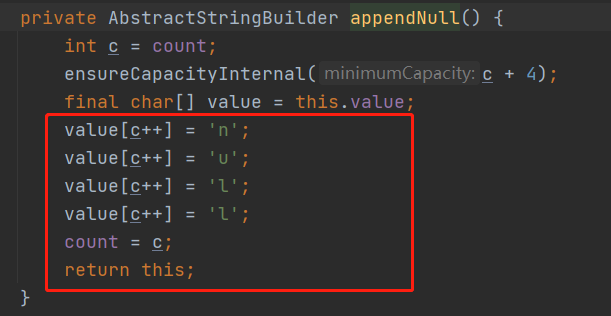 private AbstractStringBuilder appendNull() {
    int c = count;
    ensureCapacityInternal( minimumCapacity: c + 4);
    final char[] value = this.value;
    value[c++] = 'n';
    value[c++] = 'u';
    value[c++] = 'l';
    value[c++] = 'l';
    count = c;
    return this;
}